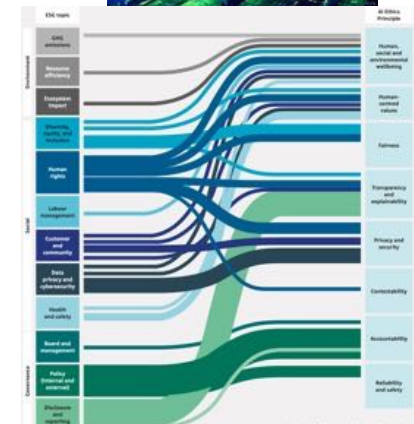 ESG topic
AI Ethics
Principle
Environment
GHG
emissions
Resource
efficiency
Ecosystem
impact
Social
Diversity,
equity, and
inclusion
Human
rights
Labour
management
Customer
and
community
Data
privacy and
cybersecurity
Health
and safety
Governance
Board and
management
Policy
(internal and
external)
Disclosure
and
reporting
Human,
social and
environmental
wellbeing
Human-
centred
values
Fairness
Transparency
and
explainability
Privacy and
security
Contestability
Accountability
Reliability
and safety